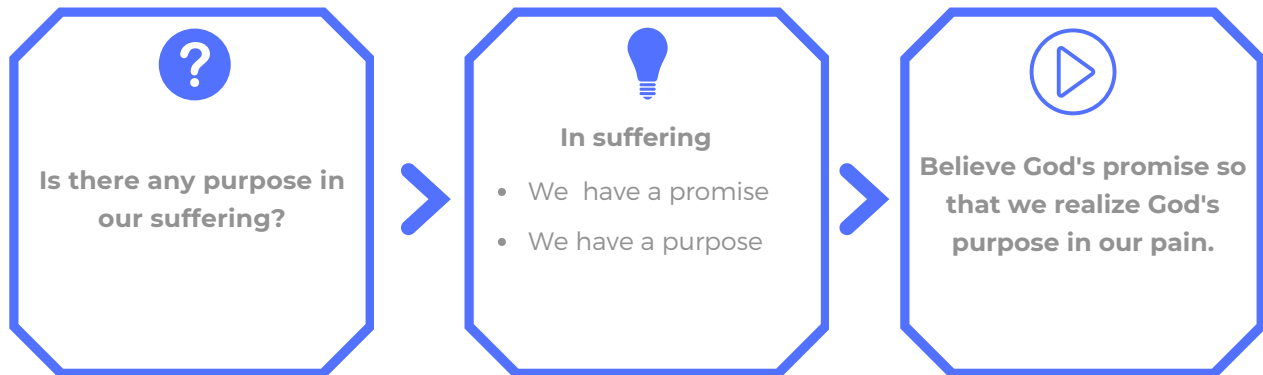 ?
Is there any purpose in
our suffering?
In suffering
• We  have a promise
• We have a purpose
Believe God's promise so
that we realize God's
purpose in our pain.